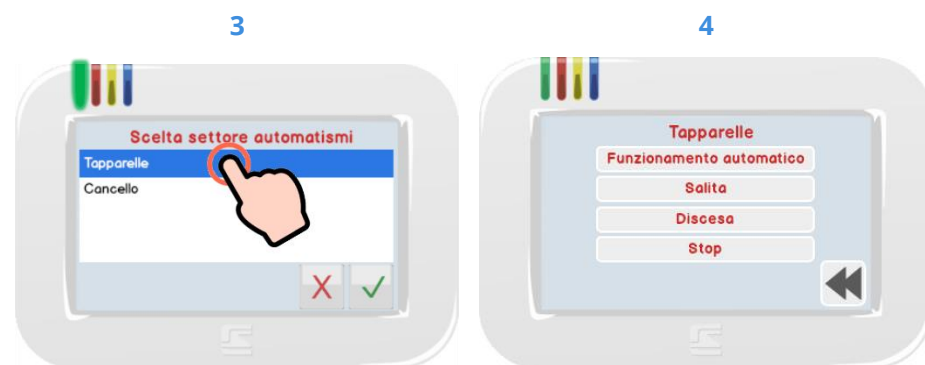 3
Scelta settore automatismi
Tapparelle
Cancello
X
4
Tapparelle
Funzionamento automatico
Salita
Discesa
Stop